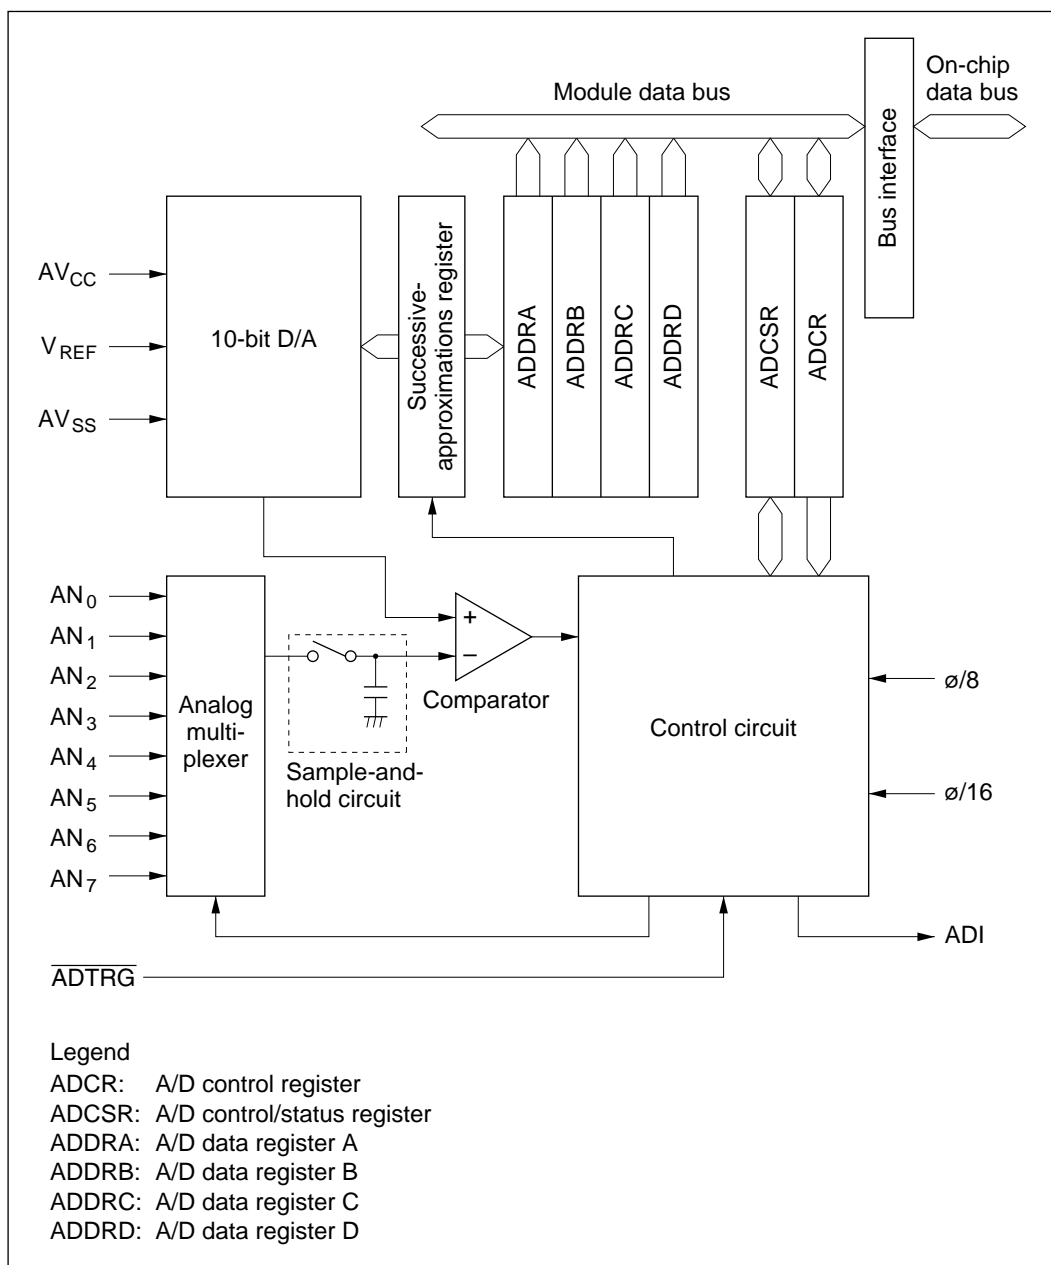 Module data bus
On-chip
data bus
Bus interface
AVCC
VREF
AVSS
10-bit D/A
Successive-
approximations register
ADDRA
ADDRB
ADDRC
ADDRD
ADCSR
ADCR
AN0
AN1
AN2
AN3
AN4
AN5
AN6
AN7
Analog
multi-
plexer
+
−
Comparator
Sample-and-
hold circuit
Control circuit
ø/8
ø/16
ADI
ADTRG
Legend
ADCR: A/D control register
ADCSR: A/D control/status register
ADDRA: A/D data register A
ADDRB: A/D data register B
ADDRC: A/D data register C
ADDRD: A/D data register D